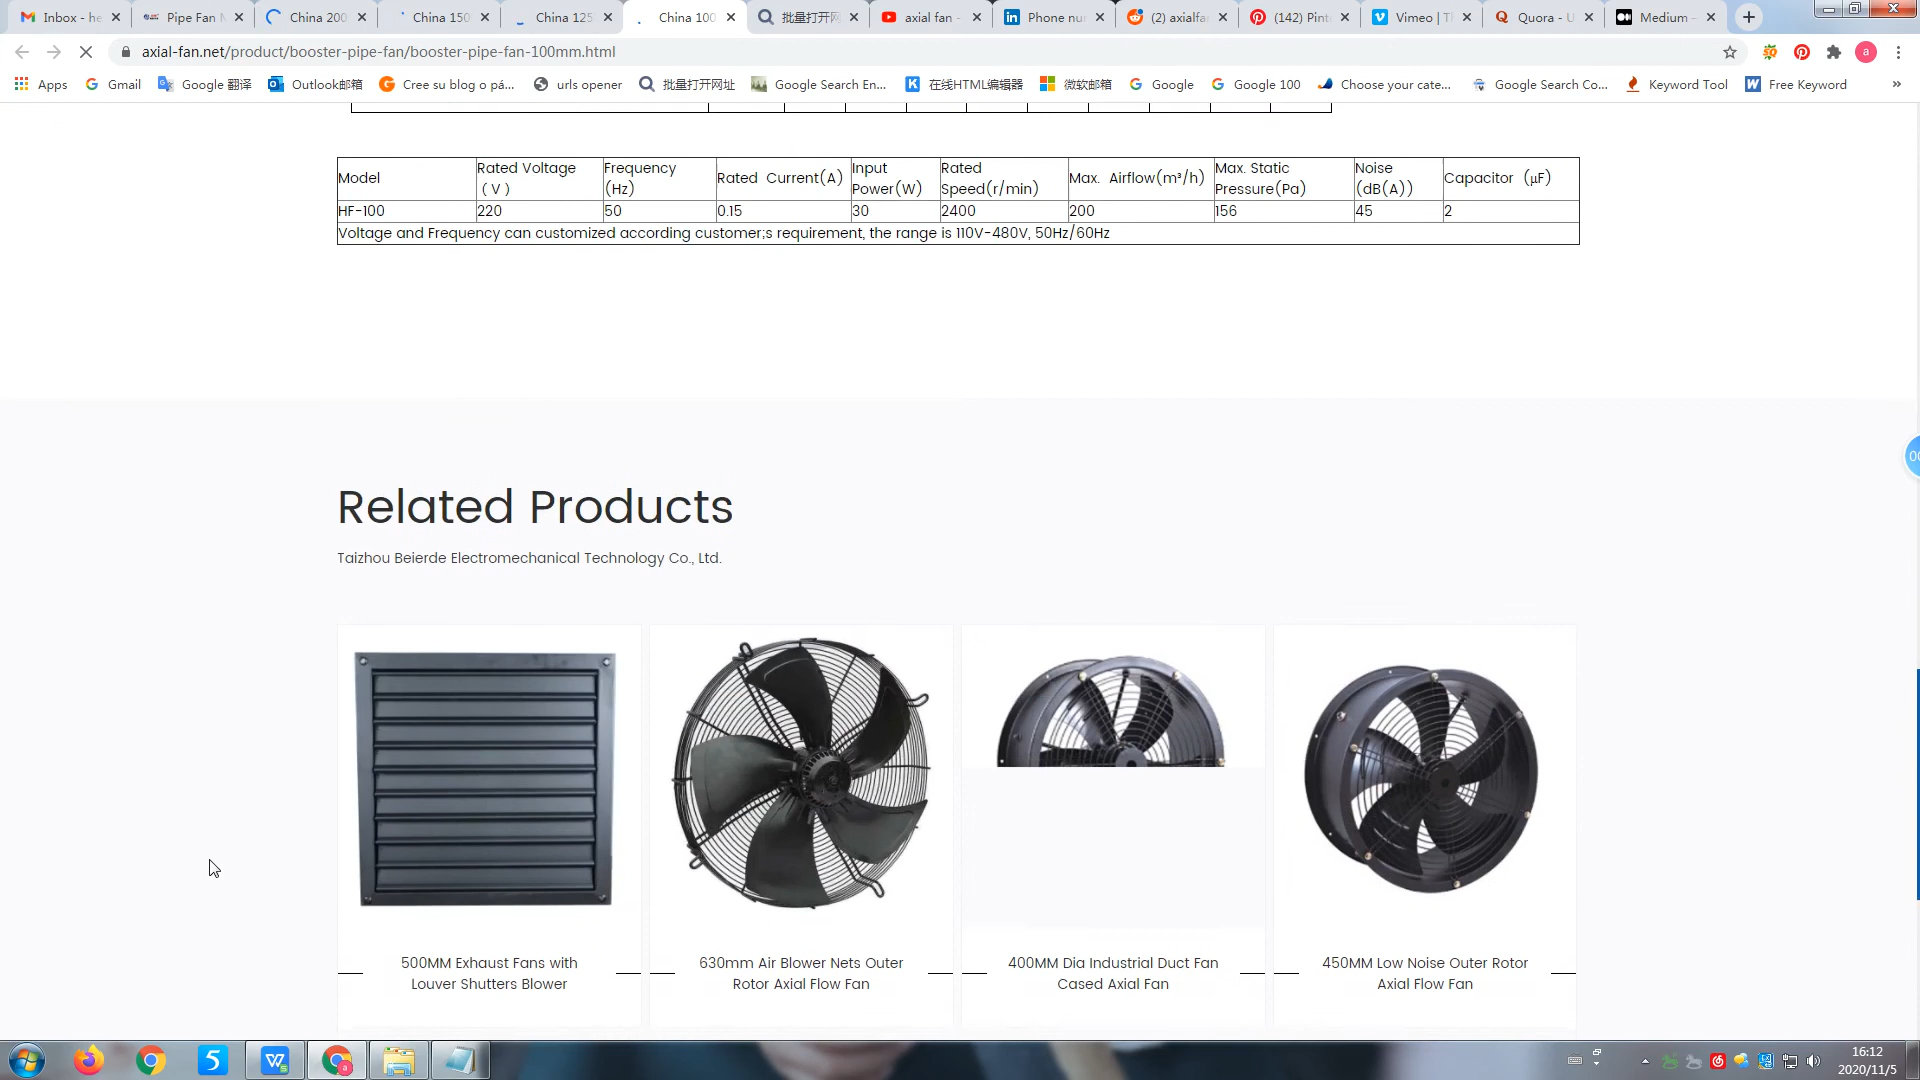 Inbox - he
Pipe Fan M
China 200
China 150
China 125
China 100
批量打开网
axial fan -
Phone nu
(2) axialfa
(142) Pint
Vimeo | Th
Quora - U
Medium –
axial-fan.net/product/booster-pipe-fan/booster-pipe-fan-100mm.html
a
Apps
Gmail
Google 翻译
Outlook邮箱
Cree su blog o pá...
urls opener
批量打开网址
Google Search En...
在线HTML编辑器
微软邮箱
Google
Google 100
Choose your cate...
Google Search Co...
Keyword Tool
Free Keyword
»
Model Rated Voltage （V） Frequency (Hz) Rated Current(A) Input Power(W) Rated Speed(r/min) Max. Airflow(m³/h) Max. Static Pressure(Pa) Noise (dB(A)) Capacitor (μF)
HF-100 220 50 0.15 30 2400 200 156 45 2
Voltage and Frequency can customized according customer;s requirement, the range is 110V-480V, 50Hz/60Hz
00
Related Products
Taizhou Beierde Electromechanical Technology Co., Ltd.
500MM Exhaust Fans with
Louver Shutters Blower
630mm Air Blower Nets Outer
Rotor Axial Flow Fan
400MM Dia Industrial Duct Fan
Cased Axial Fan
450MM Low Noise Outer Rotor
Axial Flow Fan
16:12
2020/11/5